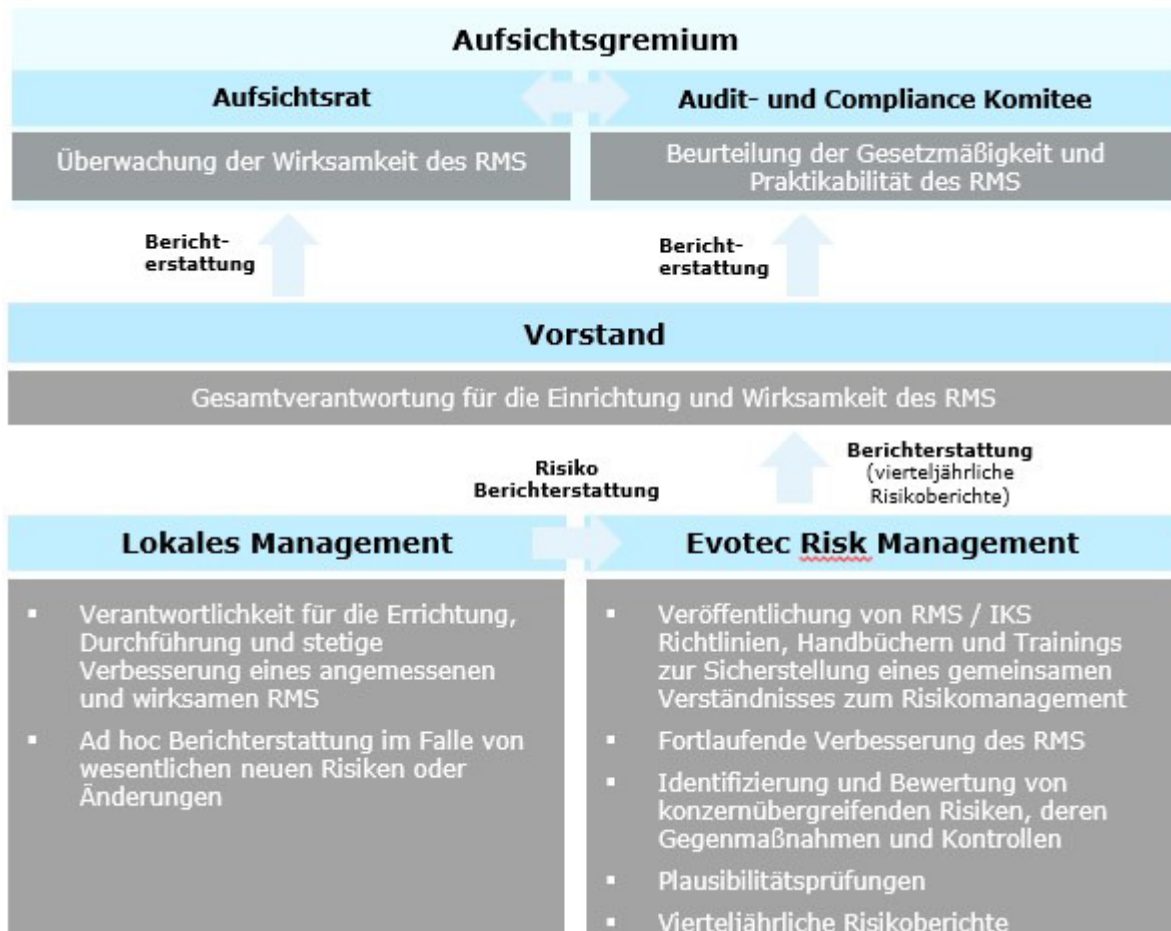 Aufsichtsgremium
Aufsichtsrat
Audit- und Compliance Komitee
Überwachung der Wirksamkeit des RMS
Beurteilung der Gesetzmäßigkeit und
Praktikabilität des RMS
Bericht-
erstattung
Bericht-
erstattung
Vorstand
Gesamtverantwortung für die Einrichtung und Wirksamkeit des RMS
Risiko
Berichterstattung
Berichterstattung
(vierteljährliche
Risikoberichte)
Lokales Management
Evotec Risk Management
▪ Verantwortlichkeit für die Errichtung,
Durchführung und stetige
Verbesserung eines angemessenen
und wirksamen RMS
▪ Ad hoc Berichterstattung im Falle von
wesentlichen neuen Risiken oder
Änderungen
▪ Veröffentlichung von RMS / IKS
Richtlinien, Handbüchern und Trainings
zur Sicherstellung eines gemeinsamen
Verständnisses zum Risikomanagement
▪ Fortlaufende Verbesserung des RMS
▪ Identifizierung und Bewertung von
konzernübergreifenden Risiken, deren
Gegenmaßnahmen und Kontrollen
▪ Plausibilitätsprüfungen
▪ Vierteljährliche Risikoberichte